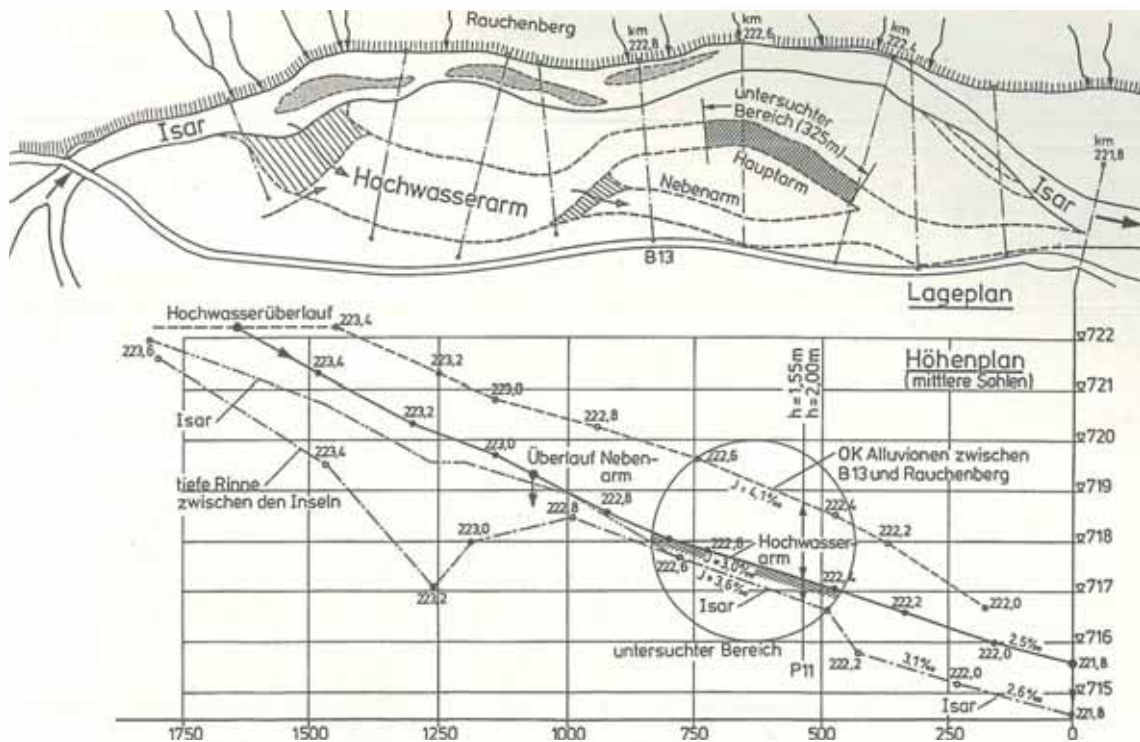 Rauchenberg
km
222,8
km
222,6
km
222,4
km
221,8
untersuchter
Bereich (325m)
Isar
Hochwasserarm
Nebenarm
Hauptarm
Isar
B13
Lageplan
Hochwasserüberlauf
223,4
223,6
223,4
223,2
223,0
222,8
222,6
Höhenplan
(mittlere Sohlen)
722
721
720
719
718
717
716
715
Isar
223,2
223,0
Überlauf Neben-
arm
h = 1,55m
h = 2,00m
OK Alluvionen zwischen
B13 und Rauchenberg
J = 4,1‰
223,4
tiefe Rinne
zwischen den Inseln
222,8
222,8
222,4
222,2
223,0
222,6
Hochwasser-
arm
J = 3,0‰
222,6
J = 3,6‰
222,4
223,2
Isar
222,2
222,0
untersuchter Bereich
P11
222,2
222,0
2,5‰
221,8
3,1‰
222,0
2,6‰
Isar
221,8
1750
1500
1250
1000
750
500
250
0